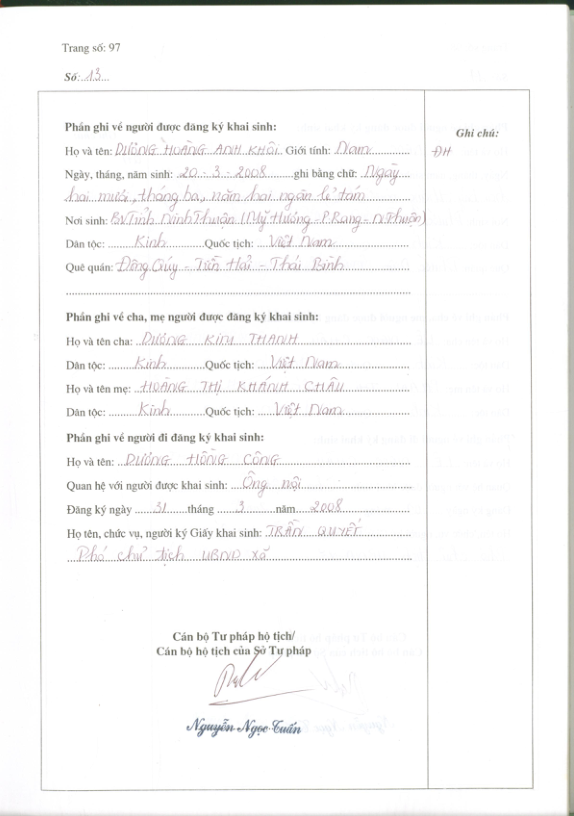 Trang số: 97
Số: 13
Phần ghi về người được đăng ký khai sinh:
Ghi chú:
Họ và tên: DƯƠNG HOÀNG ANH KHÔI Giới tính: Nam
ĐH
Ngày, tháng, năm sinh: 20 - 3 - 2008 ghi bằng chữ: Ngày
hai mươi, tháng ba, năm hai ngàn lẻ tám
Nơi sinh: BV Tỉnh Ninh Thuận (Mỹ Hương - P.Rang - N.Thuận)
Dân tộc: Kinh Quốc tịch: Việt Nam
Quê quán: Đông Qúy - Tiền Hải - Thái Bình
Phần ghi về cha, mẹ người được đăng ký khai sinh:
Họ và tên cha: DƯƠNG KIM THANH
Dân tộc: Kinh Quốc tịch: Việt Nam
Họ và tên mẹ: HOÀNG THỊ KHÁNH CHÂU
Dân tộc: Kinh Quốc tịch: Việt Nam
Phần ghi về người đi đăng ký khai sinh:
Họ và tên: DƯƠNG HỒNG CÔNG
Quan hệ với người được khai sinh: Ông nội
Đăng ký ngày 31 tháng 3 năm 2008
Họ tên, chức vụ, người ký Giấy khai sinh: TRẦN QUYẾT
Phó chủ tịch UBND xã
Cán bộ Tư pháp hộ tịch/
Cán bộ hộ tịch của Sở Tư pháp
Nguyễn Ngọc Tuấn